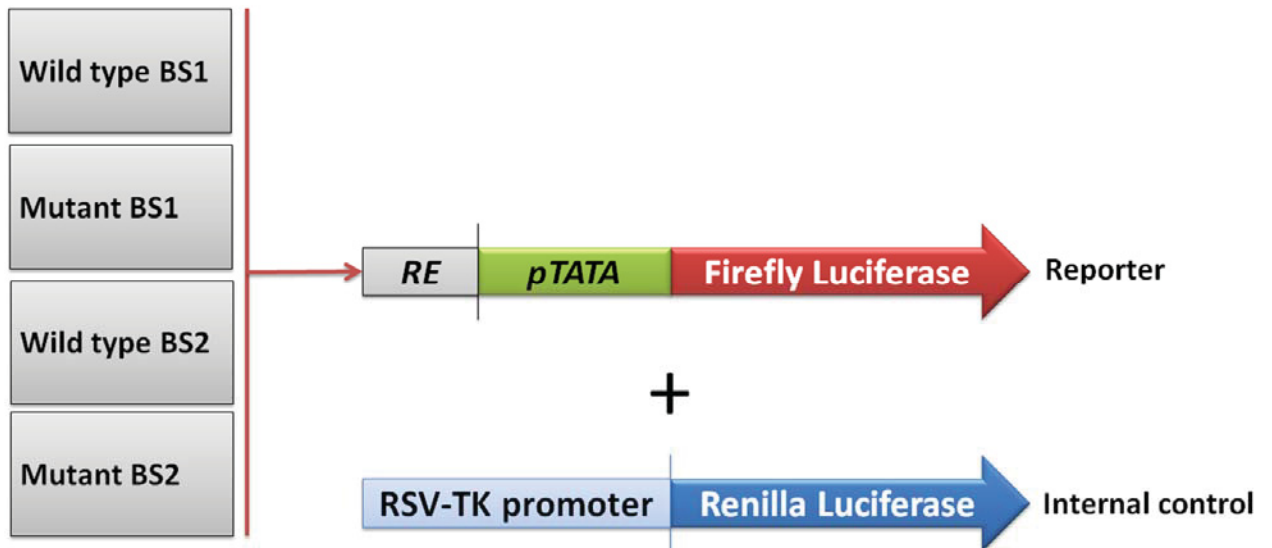 Wild type BS1
Mutant BS1
Wild type BS2
Mutant BS2
RE pTATA Firefly Luciferase Reporter
+
RSV-TK promoter Renilla Luciferase Internal control